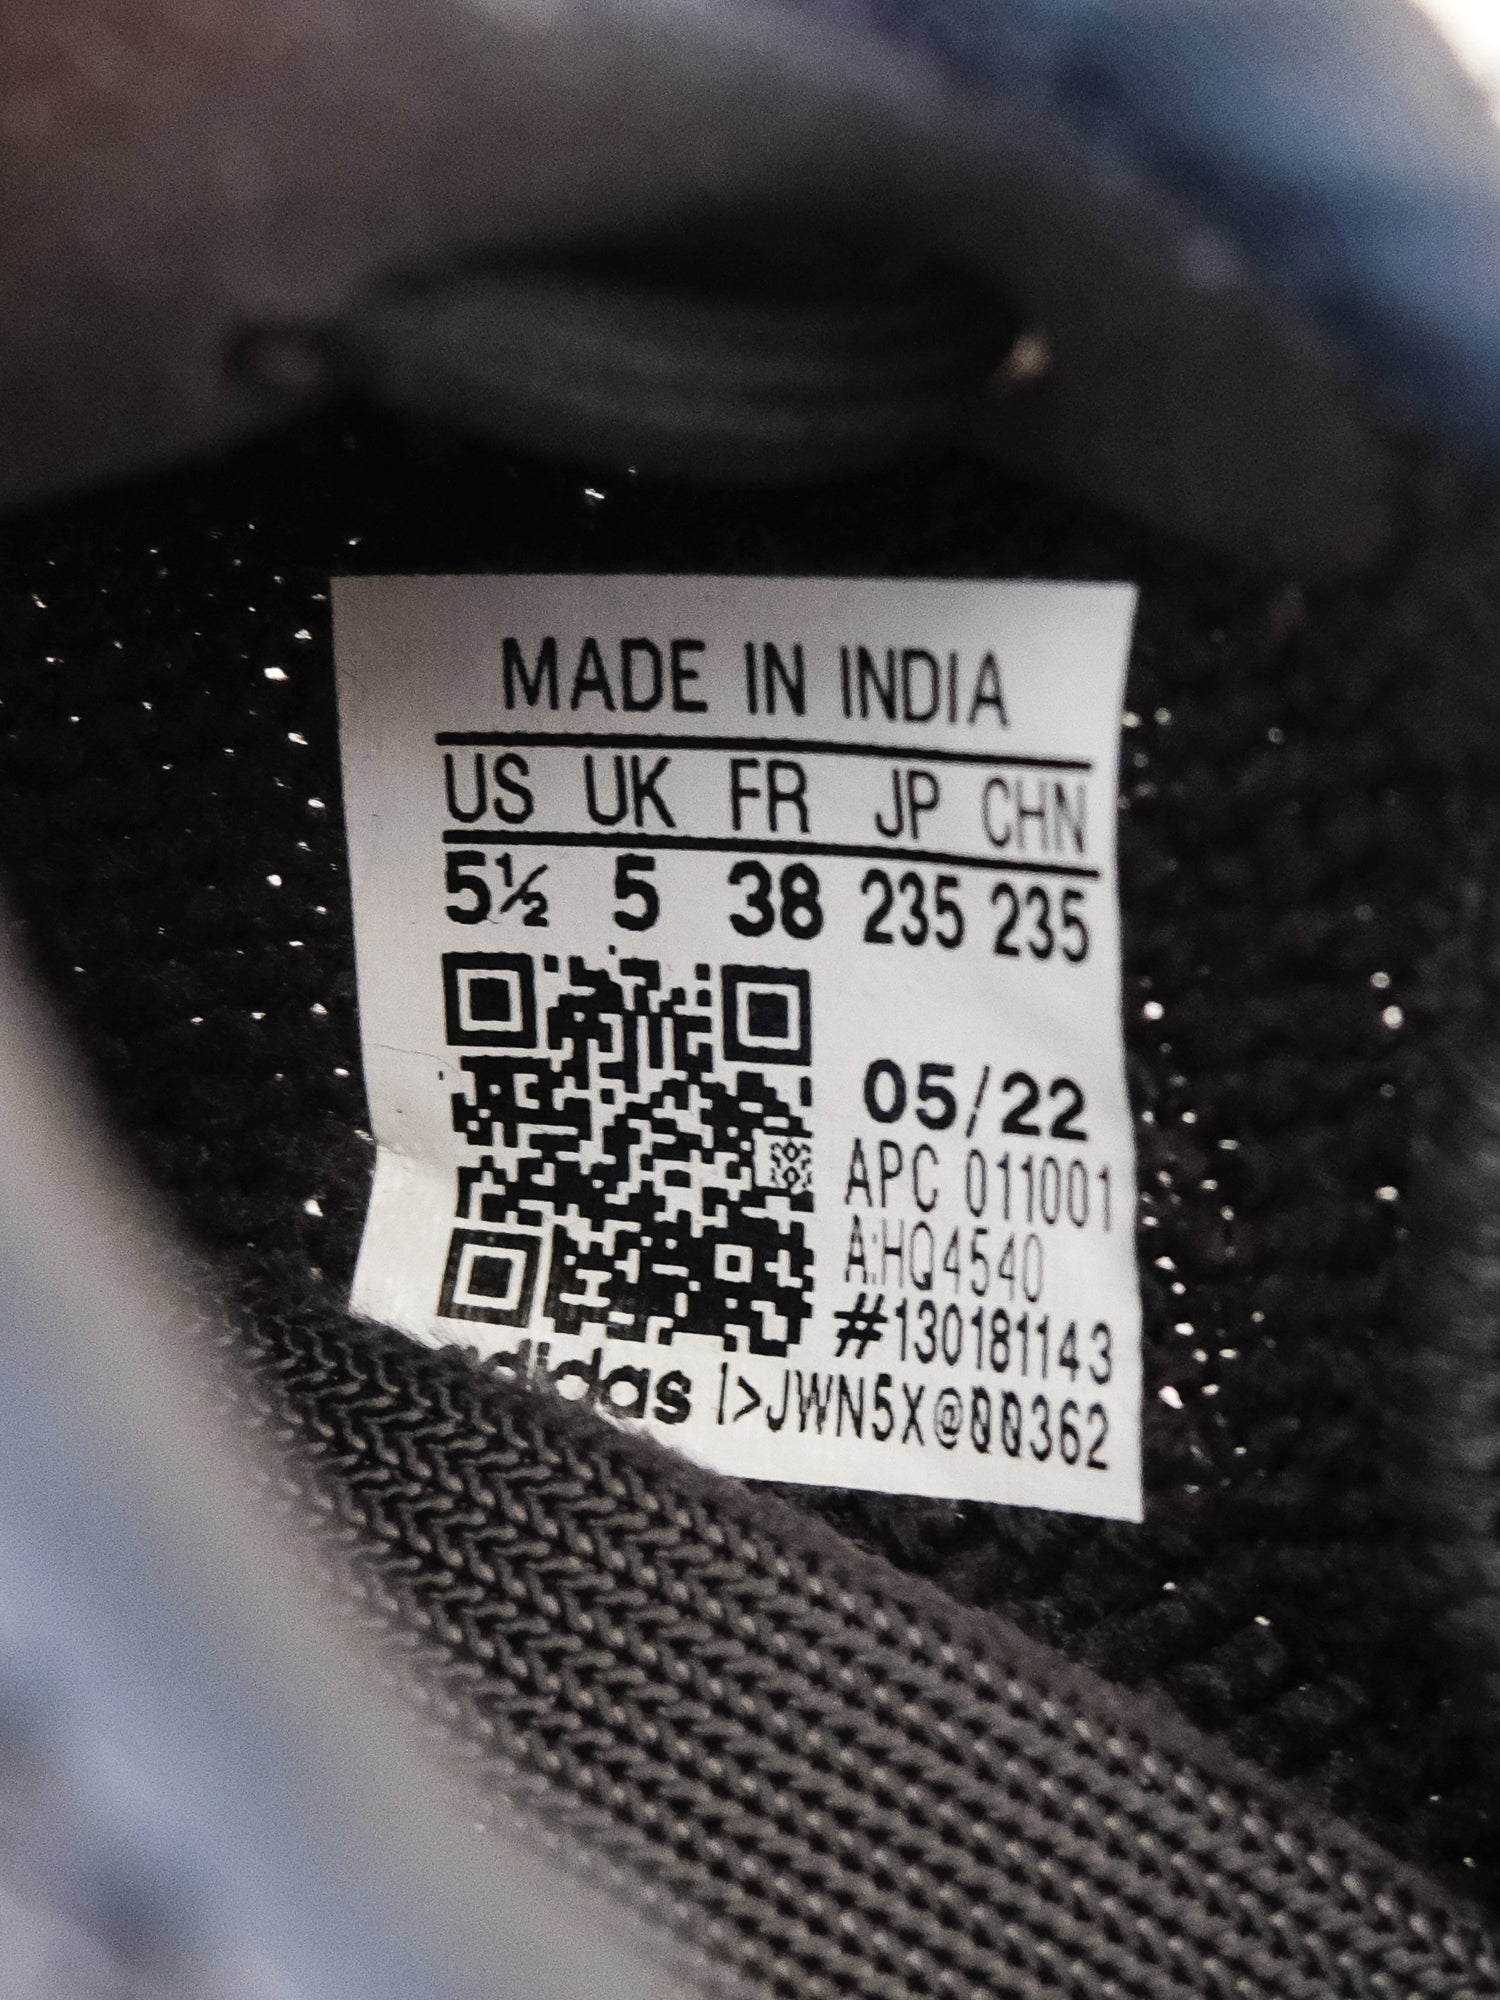 MADE IN INDIA
US UK FR JP CHN
5½ 5 38 235 235
05/22
APC 011001
A:HQ4540
#130181143
adidas I>JWN5X@00362